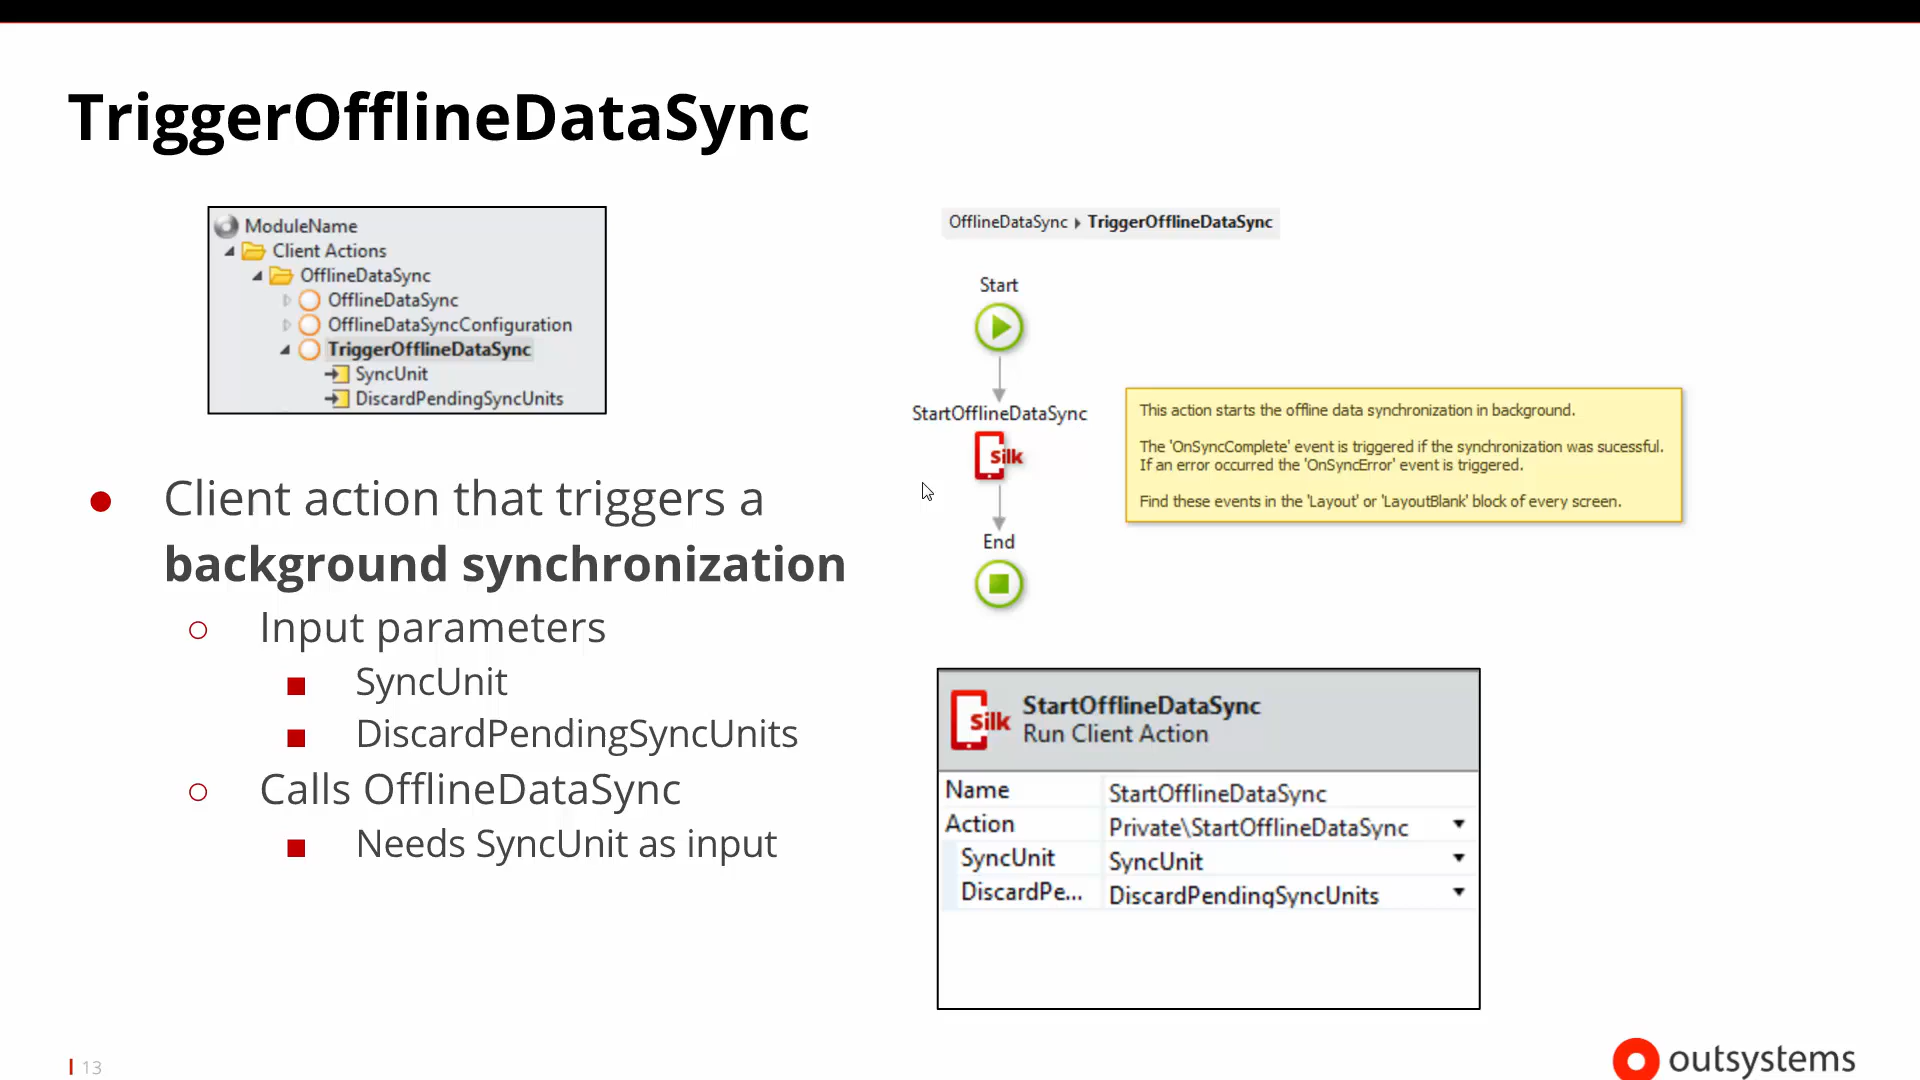 TriggerOfflineDataSync
ModuleName
Client Actions
OfflineDataSync
OfflineDataSync
OfflineDataSyncConfiguration
TriggerOfflineDataSync
SyncUnit
DiscardPendingSyncUnits
● Client action that triggers a
background synchronization
○ Input parameters
■ SyncUnit
■ DiscardPendingSyncUnits
○ Calls OfflineDataSync
■ Needs SyncUnit as input
OfflineDataSync ▸ TriggerOfflineDataSync
Start
StartOfflineDataSync
Silk
End
This action starts the offline data synchronization in background.
The 'OnSyncComplete' event is triggered if the synchronization was sucessful.
If an error occurred the 'OnSyncError' event is triggered.
Find these events in the 'Layout' or 'LayoutBlank' block of every screen.
Silk
StartOfflineDataSync
Run Client Action
Name StartOfflineDataSync
Action Private\StartOfflineDataSync
SyncUnit SyncUnit
DiscardPe... DiscardPendingSyncUnits
13
outsystems